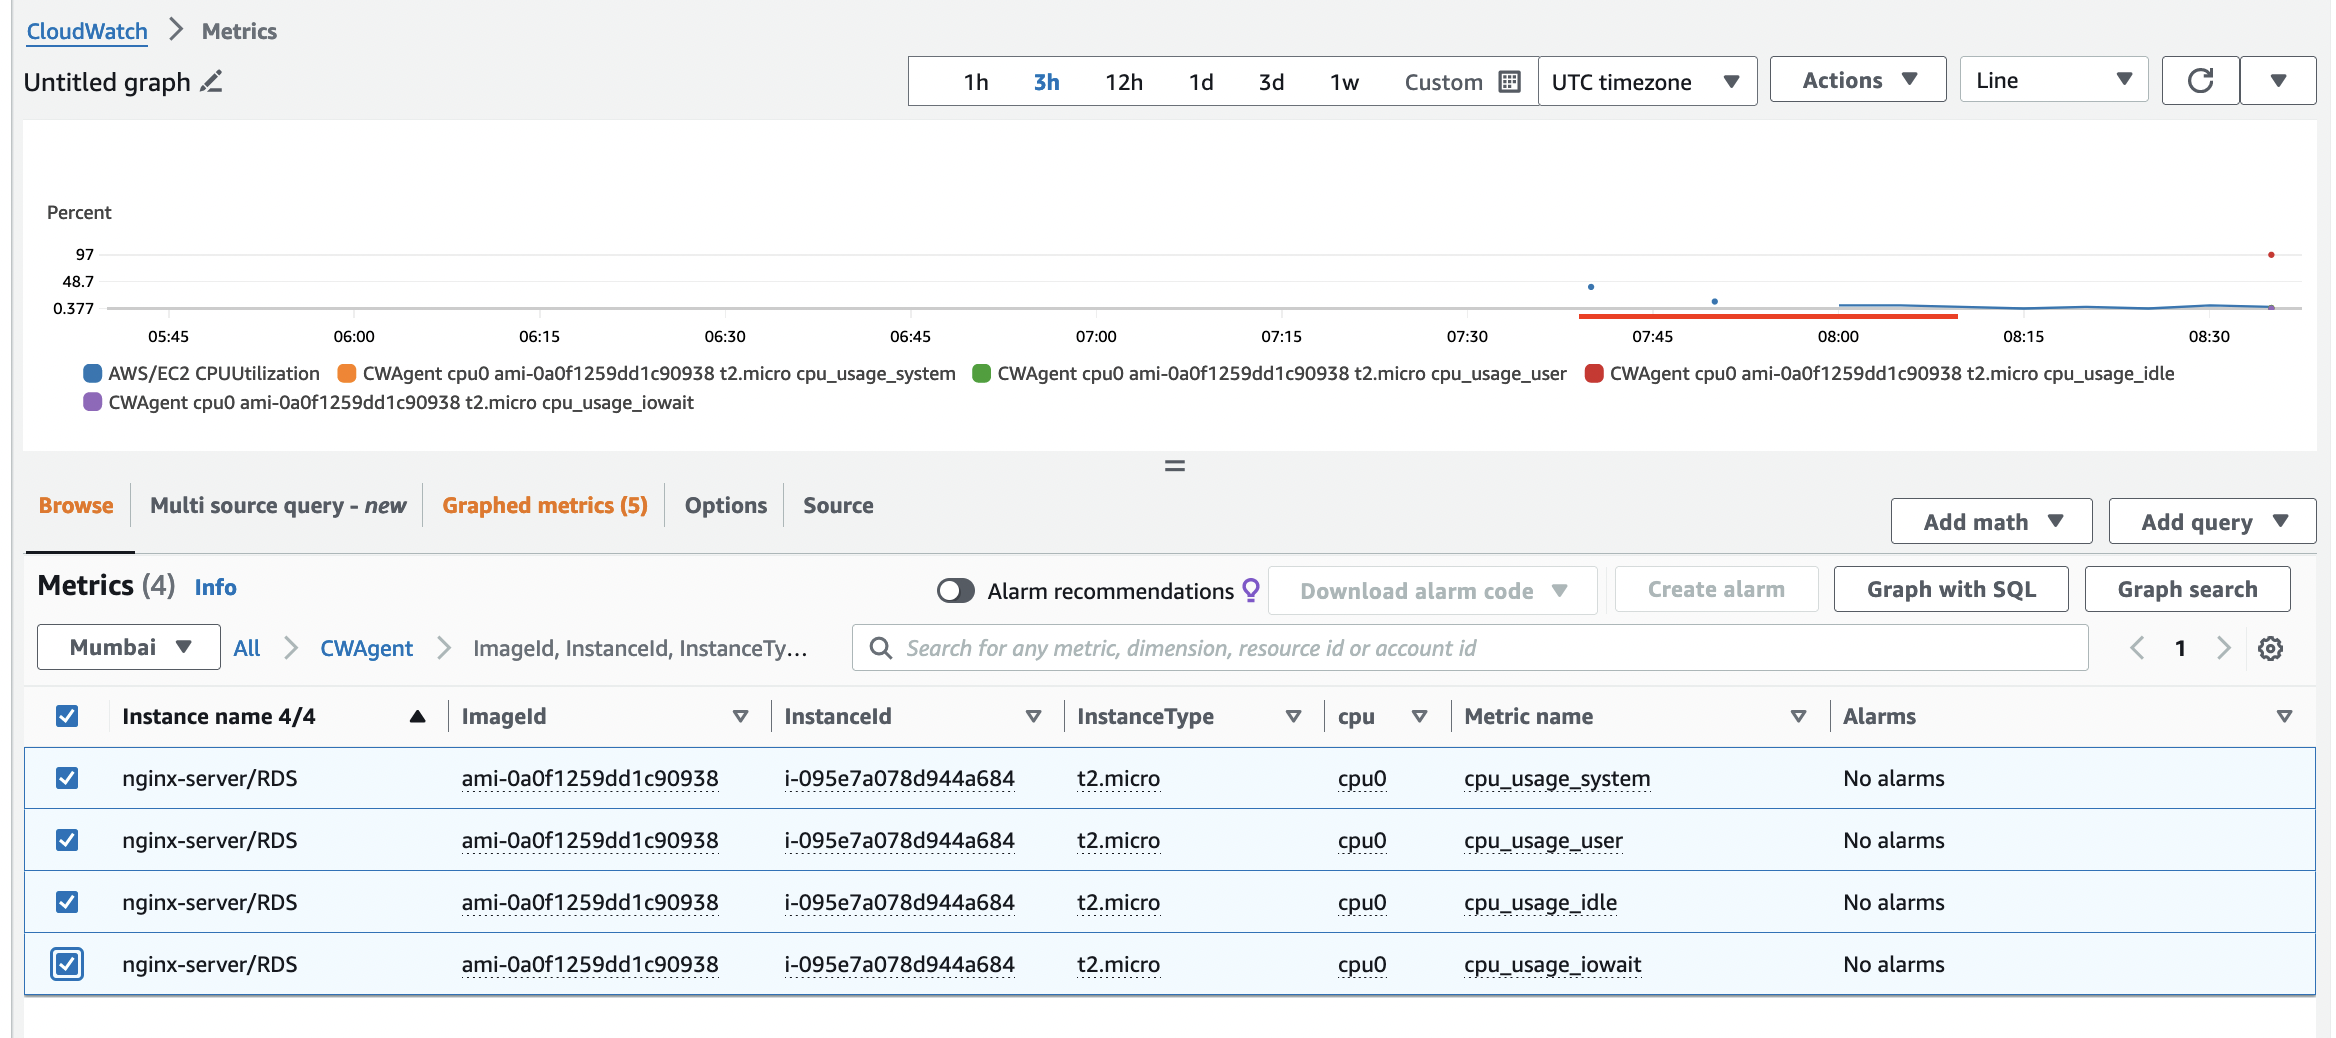 CloudWatch > Metrics
Untitled graph
1h 3h 12h 1d 3d 1w Custom UTC timezone Actions Line
Percent
97
48.7
0.377
05:45 06:00 06:15 06:30 06:45 07:00 07:15 07:30 07:45 08:00 08:15 08:30
AWS/EC2 CPUUtilization CWAgent cpu0 ami-0a0f1259dd1c90938 t2.micro cpu_usage_system CWAgent cpu0 ami-0a0f1259dd1c90938 t2.micro cpu_usage_user CWAgent cpu0 ami-0a0f1259dd1c90938 t2.micro cpu_usage_idle
CWAgent cpu0 ami-0a0f1259dd1c90938 t2.micro cpu_usage_iowait
Browse Multi source query - new Graphed metrics (5) Options Source
Add math Add query
Metrics (4) Info
Alarm recommendations Download alarm code Create alarm Graph with SQL Graph search
Mumbai All > CWAgent > ImageId, InstanceId, InstanceTy... Search for any metric, dimension, resource id or account id 1
Instance name 4/4 ImageId InstanceId InstanceType cpu Metric name Alarms
nginx-server/RDS ami-0a0f1259dd1c90938 i-095e7a078d944a684 t2.micro cpu0 cpu_usage_system No alarms
nginx-server/RDS ami-0a0f1259dd1c90938 i-095e7a078d944a684 t2.micro cpu0 cpu_usage_user No alarms
nginx-server/RDS ami-0a0f1259dd1c90938 i-095e7a078d944a684 t2.micro cpu0 cpu_usage_idle No alarms
nginx-server/RDS ami-0a0f1259dd1c90938 i-095e7a078d944a684 t2.micro cpu0 cpu_usage_iowait No alarms